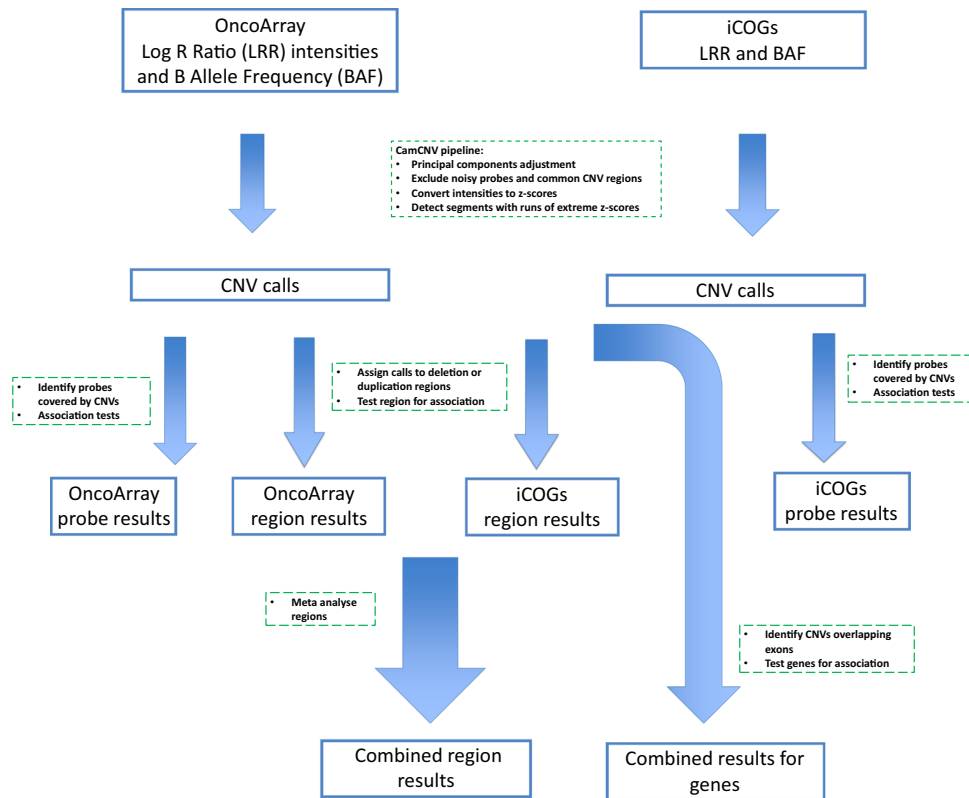 OncoArray
Log R Ratio (LRR) intensities
and B Allele Frequency (BAF)
iCOGs
LRR and BAF
CamCNV pipeline:
• Principal components adjustment
• Exclude noisy probes and common CNV regions
• Convert intensities to z-scores
• Detect segments with runs of extreme z-scores
CNV calls
CNV calls
• Identify probes
covered by CNVs
• Association tests
• Assign calls to deletion or
duplication regions
• Test region for association
• Identify probes
covered by CNVs
• Association tests
OncoArray
probe results
OncoArray
region results
iCOGs
region results
iCOGs
probe results
• Meta analyse
regions
• Identify CNVs overlapping
exons
• Test genes for association
Combined region
results
Combined results for
genes